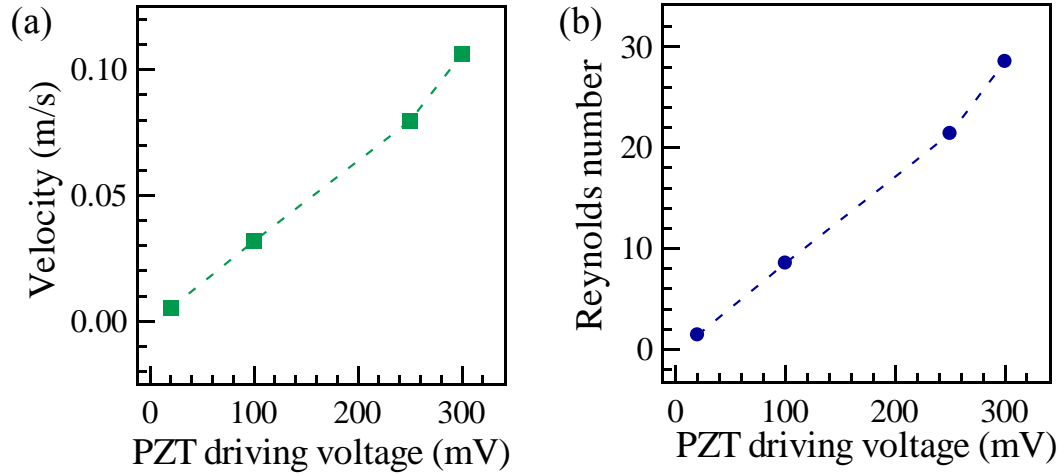 (a)
Velocity (m/s)
0.10
0.05
0.00
0 100 200 300
PZT driving voltage (mV)
(b)
Reynolds number
30
20
10
0
0 100 200 300
PZT driving voltage (mV)